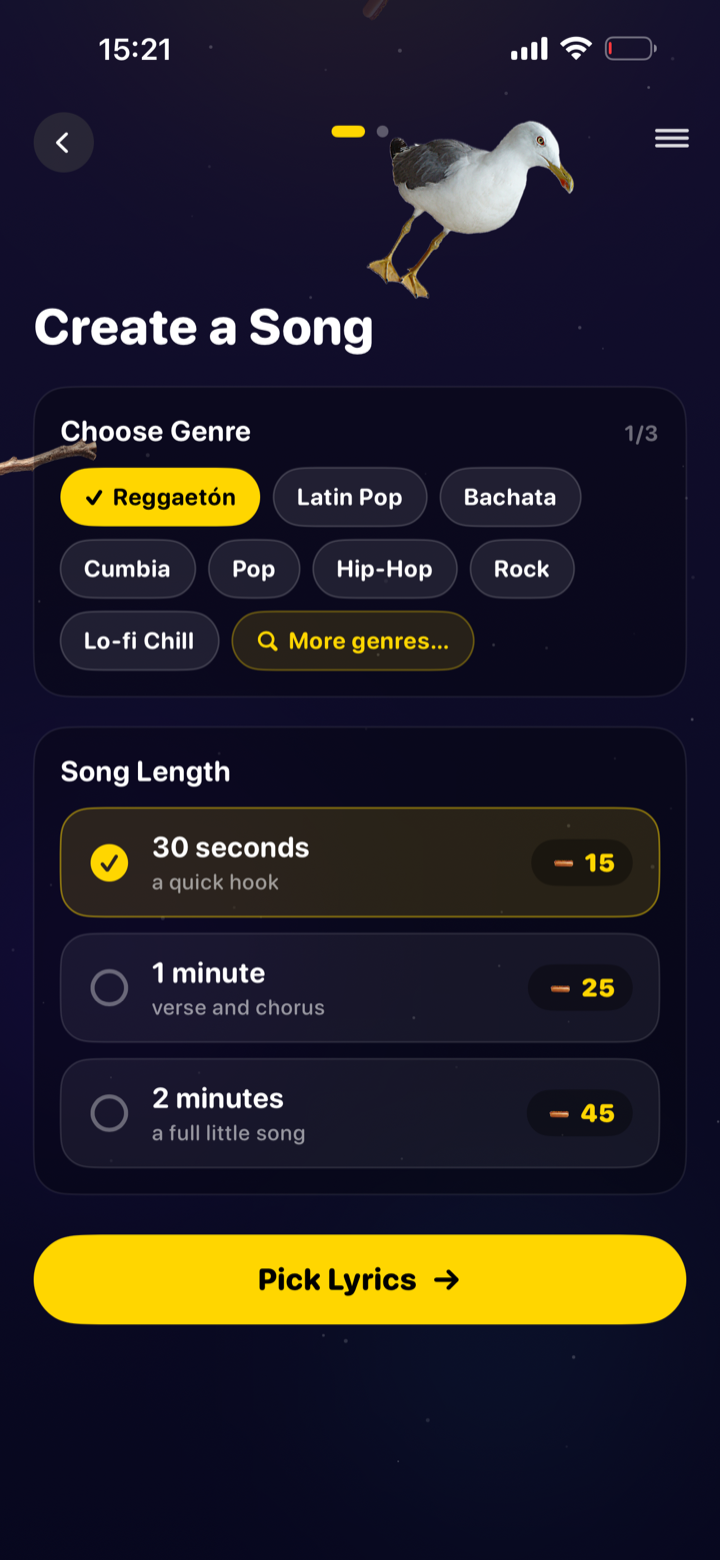 15:21
Create a Song
Choose Genre 1/3
✓ Reggaetón Latin Pop Bachata
Cumbia Pop Hip-Hop Rock
Lo-fi Chill More genres...
Song Length
30 seconds 15
a quick hook
1 minute 25
verse and chorus
2 minutes 45
a full little song
Pick Lyrics →